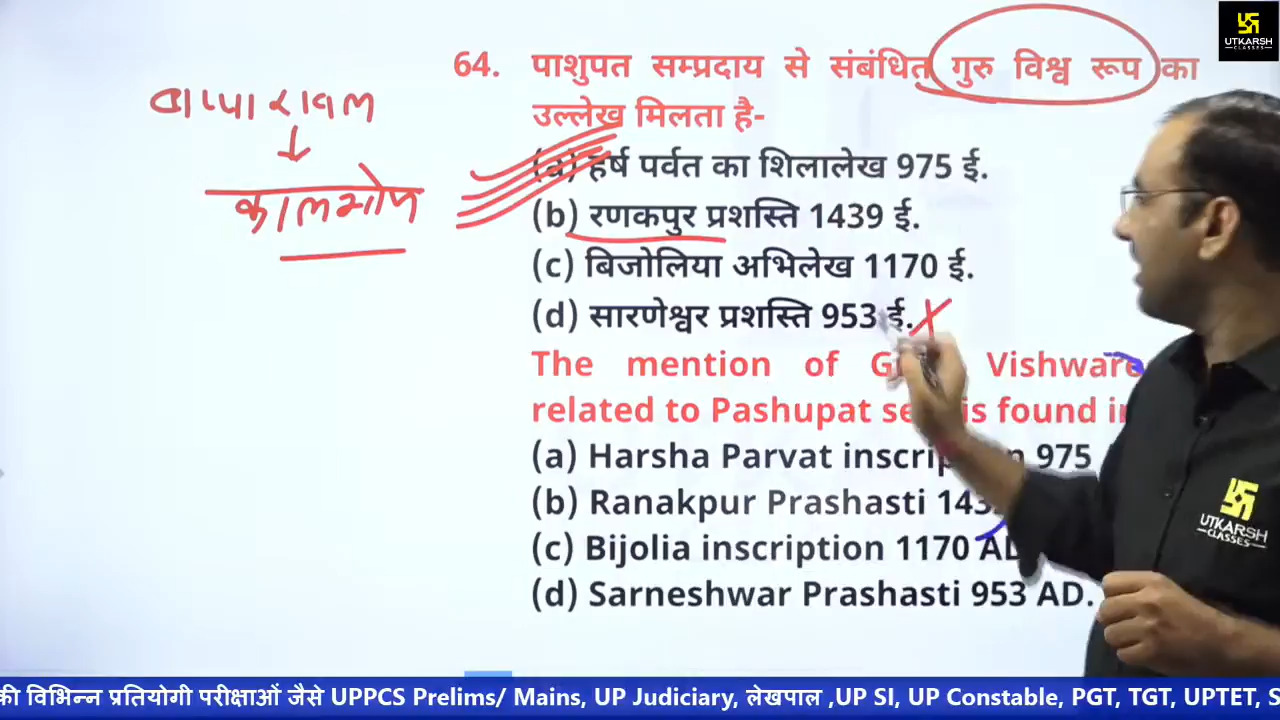 UTKARSH
CLASSES
64. पाशुपत सम्प्रदाय से संबंधित गुरु विश्व रूप का
उल्लेख मिलता है-
(a) हर्ष पर्वत का शिलालेख 975 ई.
(b) रणकपुर प्रशस्ति 1439 ई.
(c) बिजोलिया अभिलेख 1170 ई.
(d) सारणेश्वर प्रशस्ति 953 ई.
बाप्पा रावल
कालभोज
The mention of Vishwar
related to Pashupat is found in
(a) Harsha Parvat 975
(b) Ranakpur Prashasti
(c) Bijolia inscription 1170 AD
(d) Sarneshwar Prashasti 953 AD.
UTKARSH
CLASSES
की विभिन्न प्रतियोगी परीक्षाओं जैसे UPPCS Prelims/ Mains, UP Judiciary, लेखपाल ,UP SI, UP Constable, PGT, TGT, UPTET, S